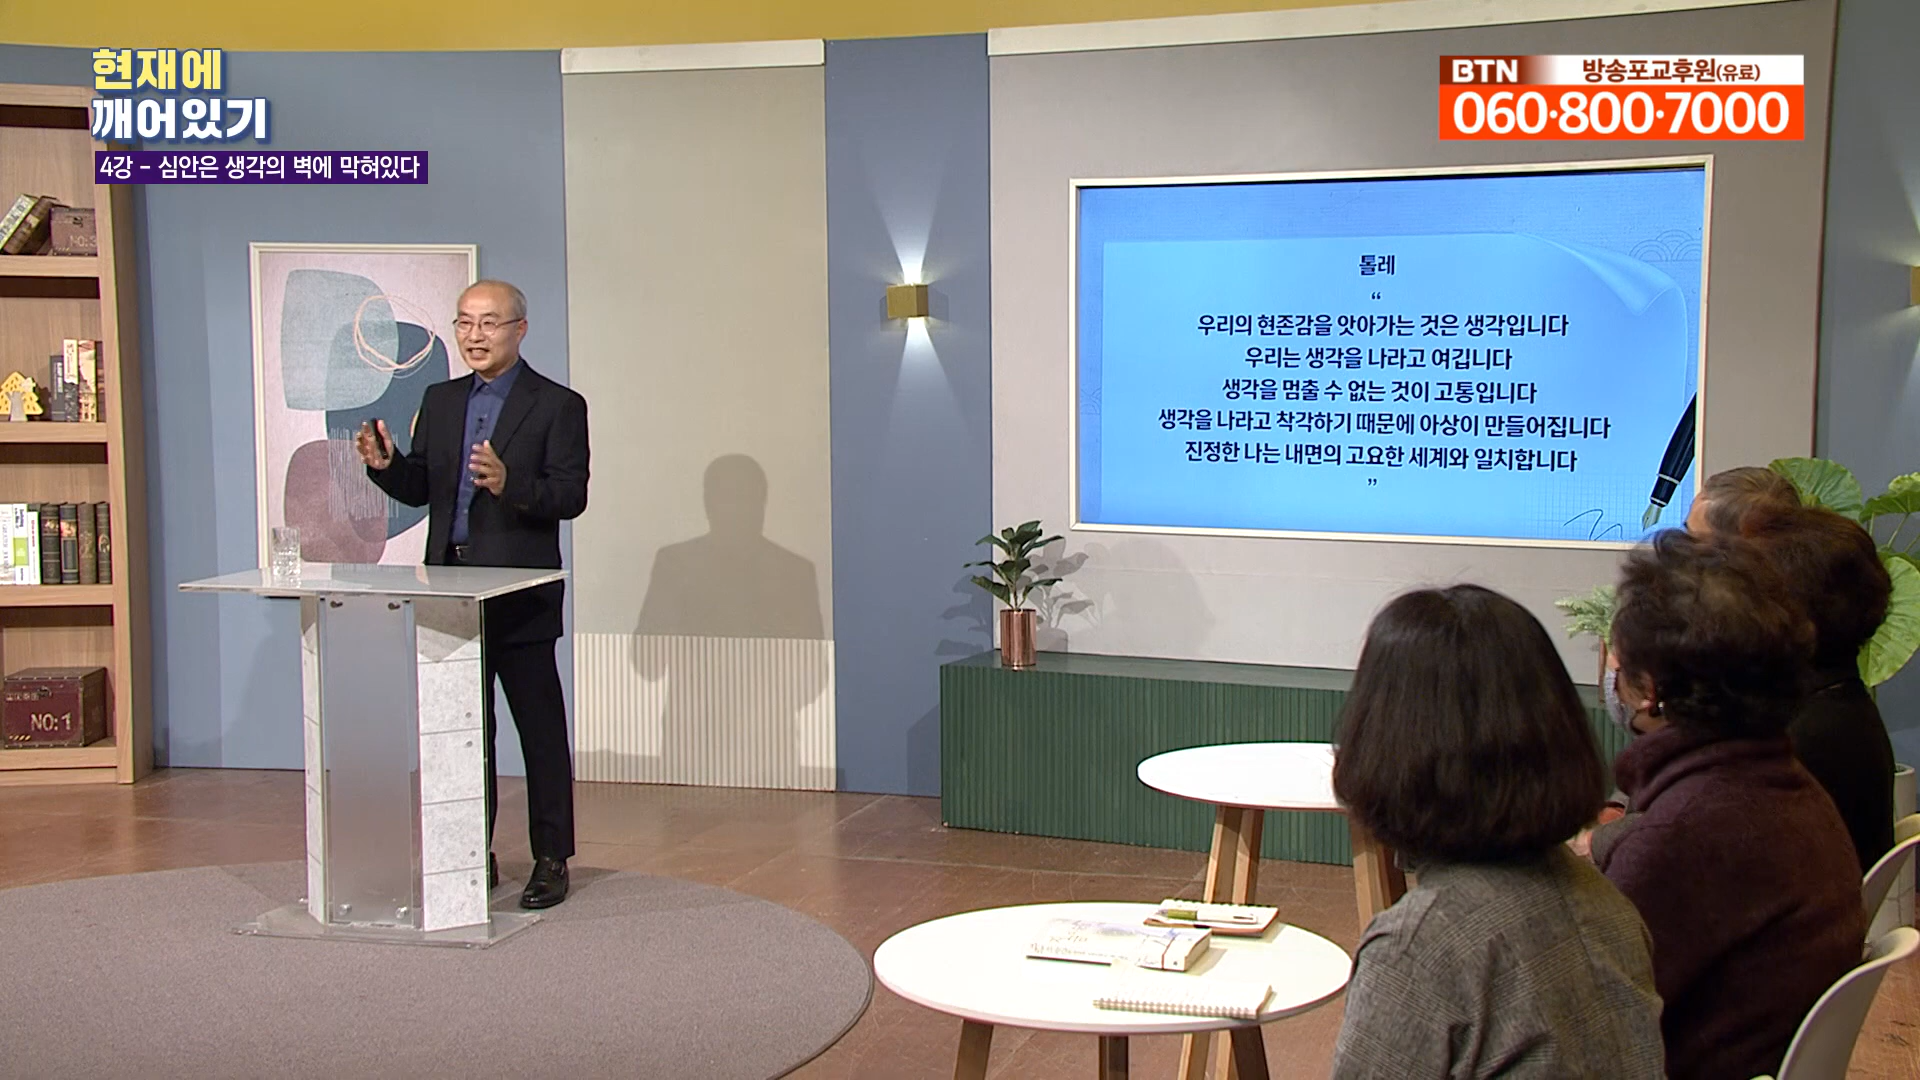 현재에
깨어있기
4강 - 심안은 생각의 벽에 막혀있다
BTN 방송포교후원(유료)
060·800·7000
톨레
“
우리의 현존감을 앗아가는 것은 생각입니다
우리는 생각을 나라고 여깁니다
생각을 멈출 수 없는 것이 고통입니다
생각을 나라고 착각하기 때문에 아상이 만들어집니다
진정한 나는 내면의 고요한 세계와 일치합니다
”
NO:3
NO:1